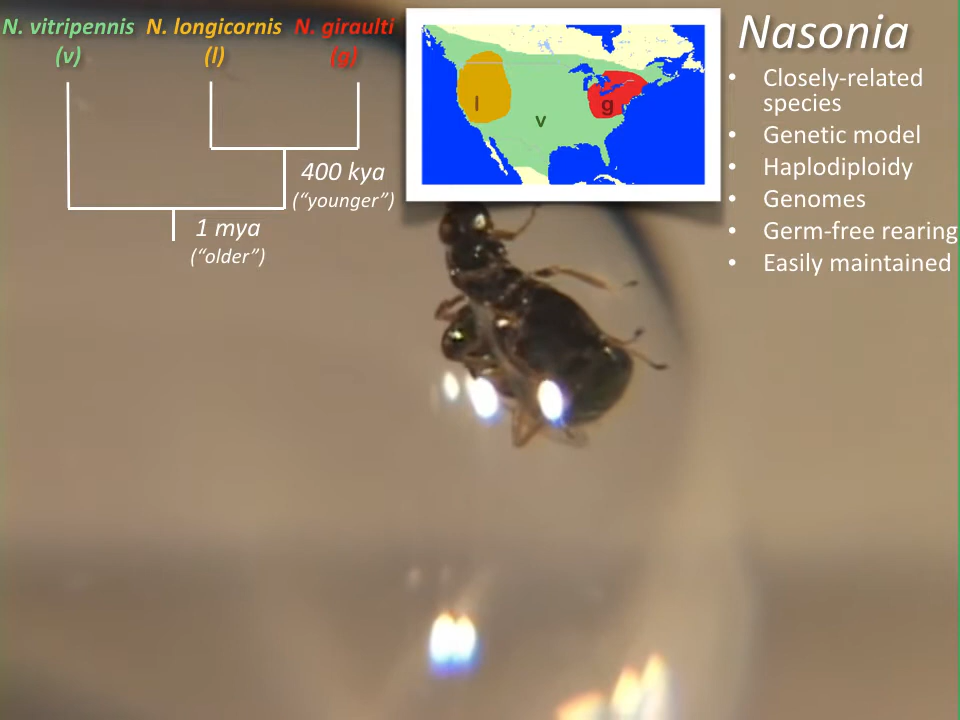 N. vitripennis N. longicornis N. giraulti
(v) (l) (g)
400 kya
(“younger”)
1 mya
(“older”)
l
v
g
Nasonia
• Closely-related
species
• Genetic model
• Haplodiploidy
• Genomes
• Germ-free rearing
• Easily maintained